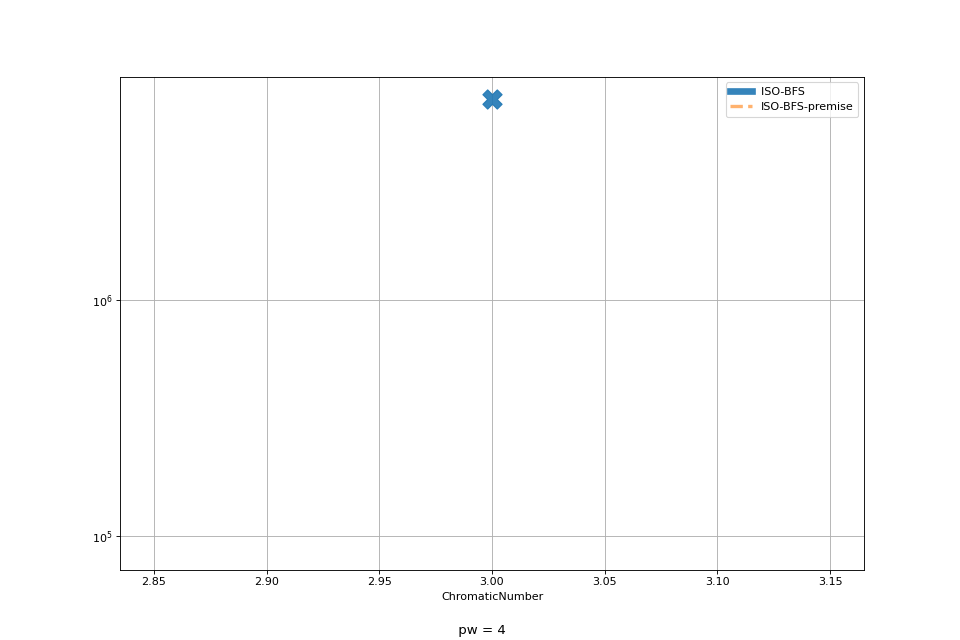 ISO-BFS
ISO-BFS-premise
10^6
10^5
2.85 2.90 2.95 3.00 3.05 3.10 3.15
ChromaticNumber
pw = 4